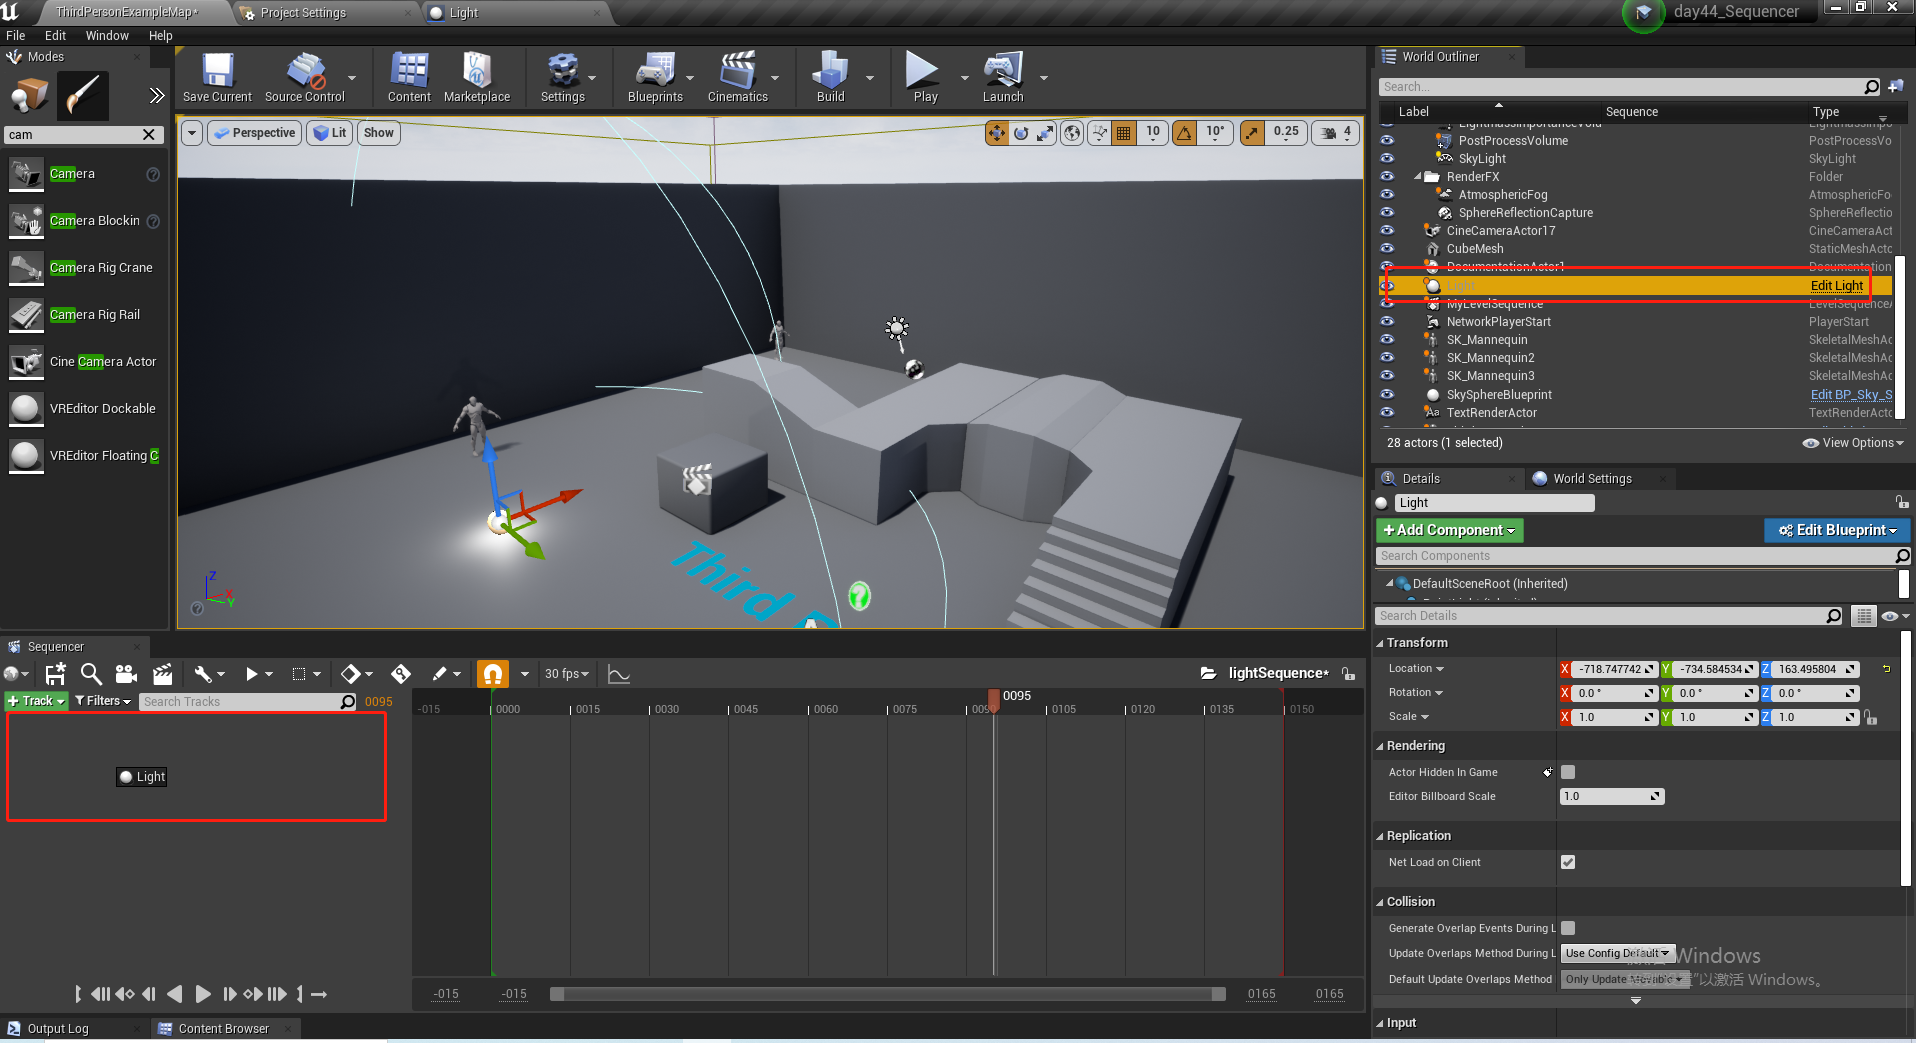 ThirdPersonExampleMap*
Project Settings
Light
day44_Sequencer
File Edit Window Help
Modes
cam
Camera
Camera Blockin
Camera Rig Crane
Camera Rig Rail
Cine Camera Actor
VREditor Dockable
VREditor Floating C
Save Current
Source Control
Content
Marketplace
Settings
Blueprints
Cinematics
Build
Play
Launch
Perspective
Lit
Show
10
10°
0.25
4
Third P
Z
X
Y
World Outliner
Search...
Label Sequence Type
LightmassImportanceVolu LightmassImpo
PostProcessVolume PostProcessVo
SkyLight SkyLight
RenderFX Folder
AtmosphericFog AtmosphericFo
SphereReflectionCapture SphereReflectio
CineCameraActor17 CineCameraAct
CubeMesh StaticMeshActo
DocumentationActor1 Documentation
Light Edit Light
MyLevelSequence LevelSequenceA
NetworkPlayerStart PlayerStart
SK_Mannequin SkeletalMeshAc
SK_Mannequin2 SkeletalMeshAc
SK_Mannequin3 SkeletalMeshAc
SkySphereBlueprint Edit BP_Sky_S
TextRenderActor TextRenderActo
28 actors (1 selected)
View Options
Details
World Settings
Light
+Add Component
Edit Blueprint
Search Components
DefaultSceneRoot (Inherited)
Search Details
Transform
Location X -718.747742 Y -734.584534 Z 163.495804
Rotation X 0.0 ° Y 0.0 ° Z 0.0 °
Scale X 1.0 Y 1.0 Z 1.0
Rendering
Actor Hidden In Game
Editor Billboard Scale 1.0
Replication
Net Load on Client
Collision
Generate Overlap Events During L
Update Overlaps Method During L Use Config Default
Default Update Overlaps Method Only Update Movable
Windows
以激活 Windows。
Input
Sequencer
30 fps
lightSequence*
+ Track
Filters
Search Tracks
0095
Light
0095
-015 0000 0015 0030 0045 0060 0075 0090 0105 0120 0135 0150
-015 -015 0165 0165
Output Log
Content Browser